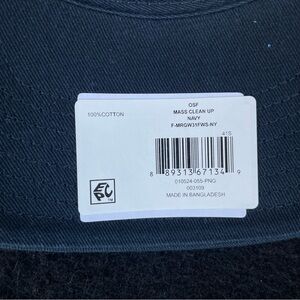 OSF
MASS CLEAN UP
NAVY
F-MRGW31FWS-NY
100%COTTON
41S
8 89313 67134 9
010524-055-PNG
003109
MADE IN BANGLADESH